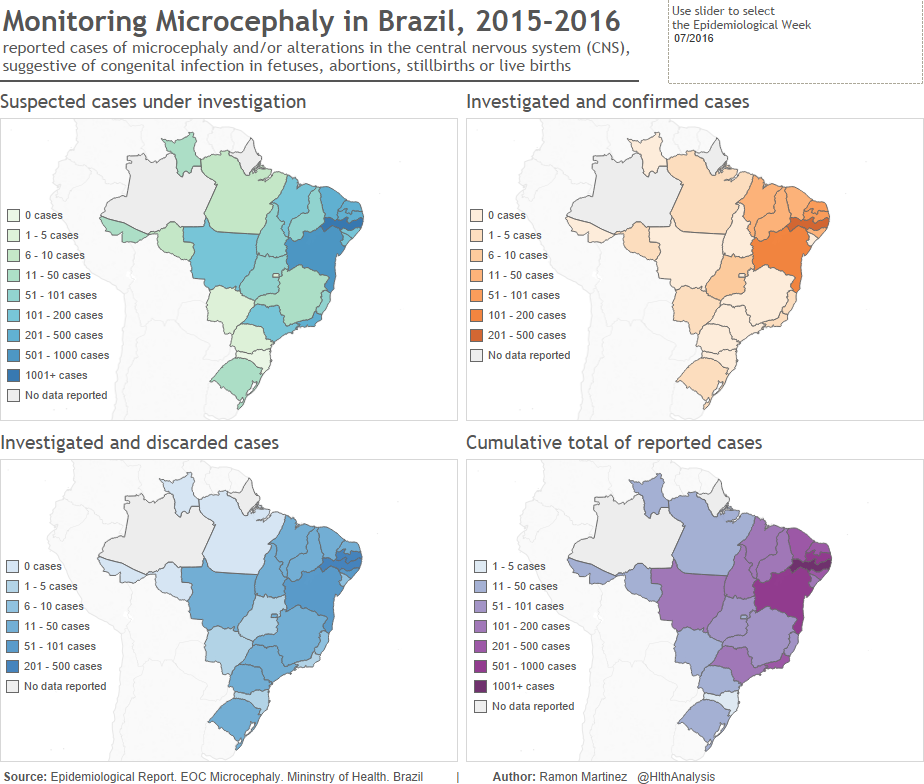 Monitoring Microcephaly in Brazil, 2015-2016
reported cases of microcephaly and/or alterations in the central nervous system (CNS),
suggestive of congenital infection in fetuses, abortions, stillbirths or live births
Use slider to select
the Epidemiological Week
07/2016
Suspected cases under investigation
0 cases
1 - 5 cases
6 - 10 cases
11 - 50 cases
51 - 101 cases
101 - 200 cases
201 - 500 cases
501 - 1000 cases
1001+ cases
No data reported
Investigated and confirmed cases
0 cases
1 - 5 cases
6 - 10 cases
11 - 50 cases
51 - 101 cases
101 - 200 cases
201 - 500 cases
No data reported
Investigated and discarded cases
0 cases
1 - 5 cases
6 - 10 cases
11 - 50 cases
51 - 101 cases
201 - 500 cases
No data reported
Cumulative total of reported cases
1 - 5 cases
11 - 50 cases
51 - 101 cases
101 - 200 cases
201 - 500 cases
501 - 1000 cases
1001+ cases
No data reported
Source: Epidemiological Report. EOC Microcephaly. Mininstry of Health. Brazil | Author: Ramon Martinez @HlthAnalysis